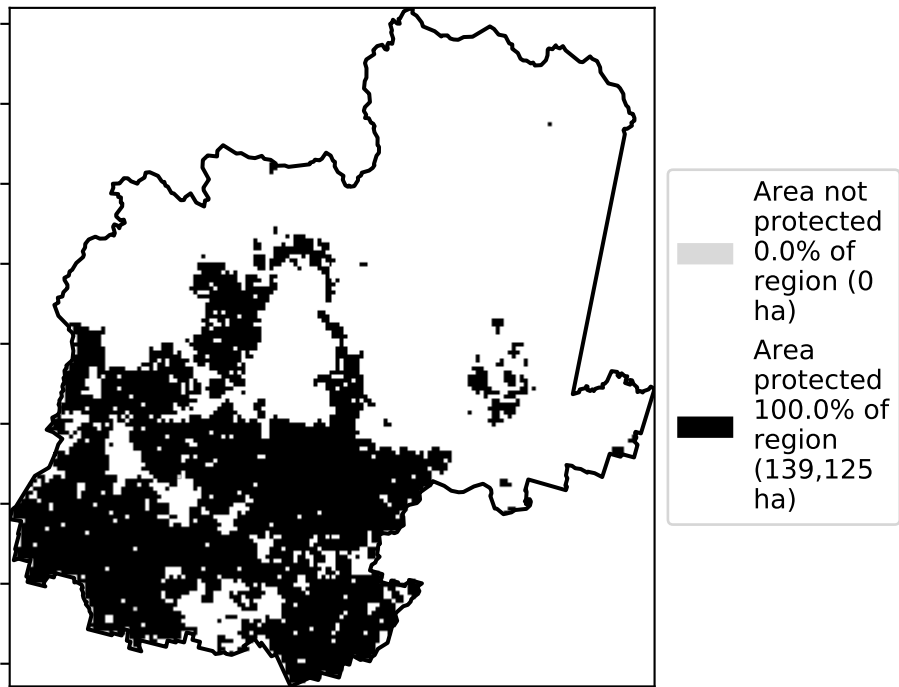 Area not
protected
0.0% of
region (0
ha)
Area
protected
100.0% of
region
(139,125
ha)